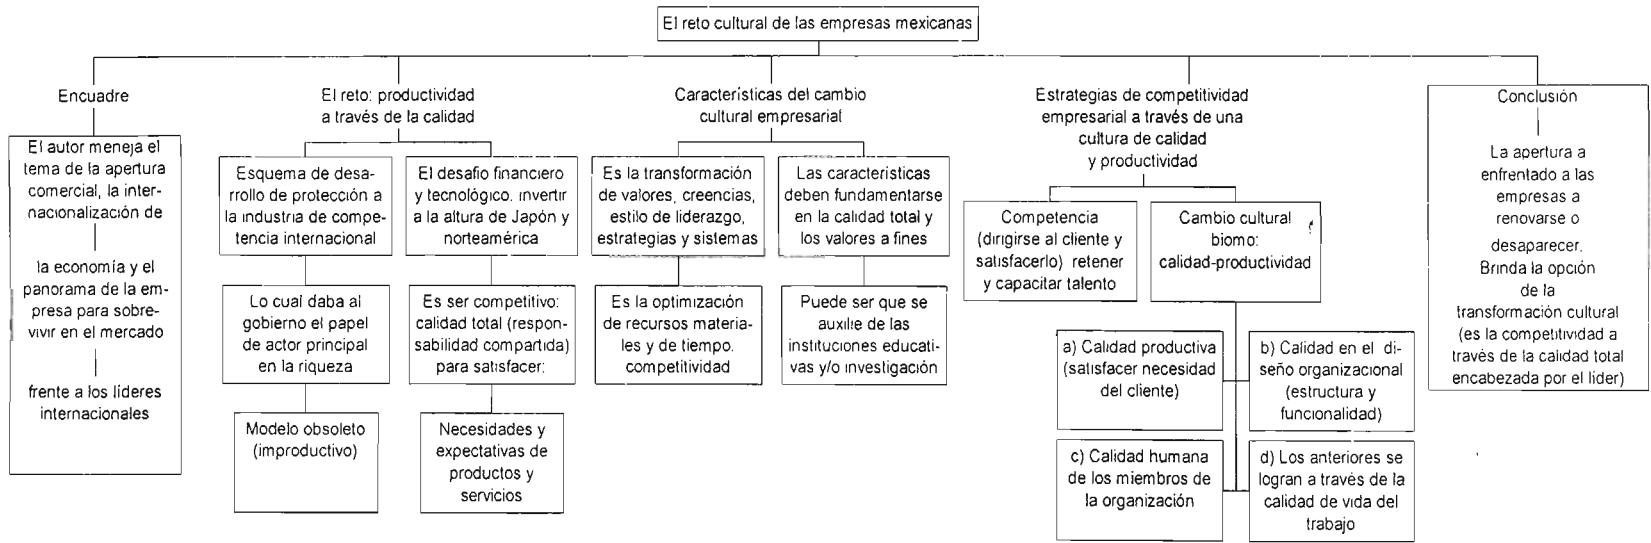 El reto cultural de las empresas mexicanas
Encuadre
El autor meneja el
tema de la apertura
comercial, la inter-
nacionalización de
la economía y el
panorama de la em-
presa para sobre-
vivir en el mercado
frente a los líderes
internacionales
El reto: productividad
a través de la calidad
Esquema de desa-
rrollo de protección a
la industria de compe-
tencia internacional
Lo cual daba al
gobierno el papel
de actor principal
en la riqueza
Modelo obsoleto
(improductivo)
El desafio financiero
y tecnológico. invertir
a la altura de Japón y
norteamérica
Es ser competitivo:
calidad total (respon-
sabilidad compartida)
para satisfacer:
Necesidades y
expectativas de
productos y
servicios
Características del cambio
cultural empresarial
Es la transformación
de valores, creencias,
estilo de liderazgo,
estrategias y sistemas
Es la optimización
de recursos materia-
les y de tiempo.
competitividad
Las características
deben fundamentarse
en la calidad total y
los valores a fines
Puede ser que se
auxilie de las
instituciones educati-
vas y/o investigación
Estrategias de competitividad
empresarial a través de una
cultura de calidad
y productividad
Competencia
(dirigirse al cliente y
satisfacerlo) retener
y capacitar talento
Cambio cultural
biomo:
calidad-productividad
a) Calidad productiva
(satisfacer necesidad
del cliente)
b) Calidad en el di-
seño organizacional
(estructura y
funcionalidad)
c) Calidad humana
de los miembros de
la organización
d) Los anteriores se
logran a través de la
calidad de vida del
trabajo
Conclusión
La apertura a
enfrentado a las
empresas a
renovarse o
desaparecer.
Brinda la opción
de la
transformación cultural
(es la competitividad a
través de la calidad total
encabezada por el líder)